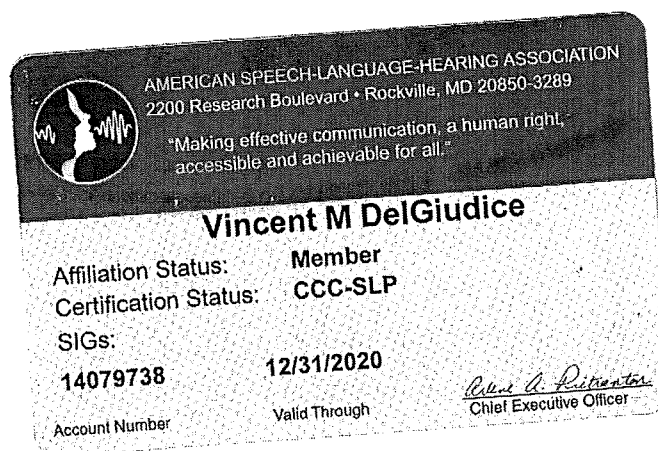 AMERICAN SPEECH-LANGUAGE-HEARING ASSOCIATION
2200 Research Boulevard • Rockville, MD 20850-3289
"Making effective communication, a human right,
accessible and achievable for all."
Vincent M DelGiudice
Affiliation Status: Member
Certification Status: CCC-SLP
SIGs:
14079738 12/31/2020
Arlene A. Pietranton
Account Number Valid Through Chief Executive Officer